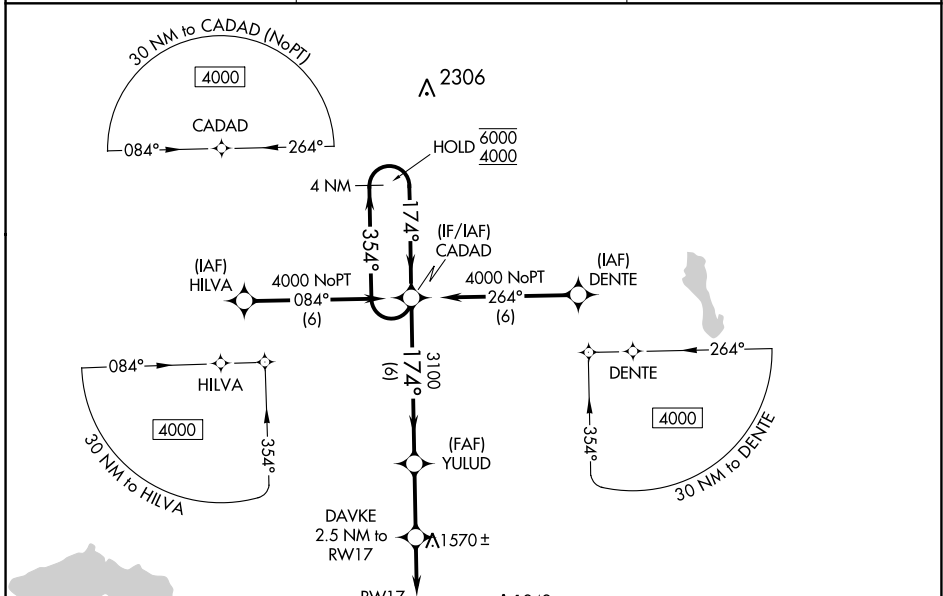 30 NM to CADAD (NoPT)
4000
CADAD
084°
264°
2306
HOLD 6000
4000
4 NM
174°
354°
(IF/IAF)
CADAD
(IAF)
HILVA
4000 NoPT
084°
(6)
4000 NoPT
264°
(6)
(IAF)
DENTE
084°
HILVA
4000
354°
30 NM to HILVA
3100
174°
(6)
264°
DENTE
4000
354°
30 NM to DENTE
(FAF)
YULUD
DAVKE
2.5 NM to
RW17
1570 ±
RW17